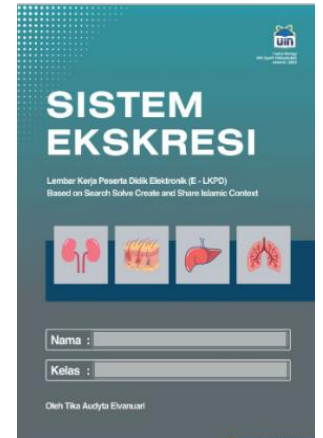 uin
SISTEM
EKSKRESI
Lembar Kerja Peserta Didik Elektronik (E - LKPD)
Based on Search Solve Create and Share Islamic Context
Nama :
Kelas :
Oleh Tika Audyta Elvanuari